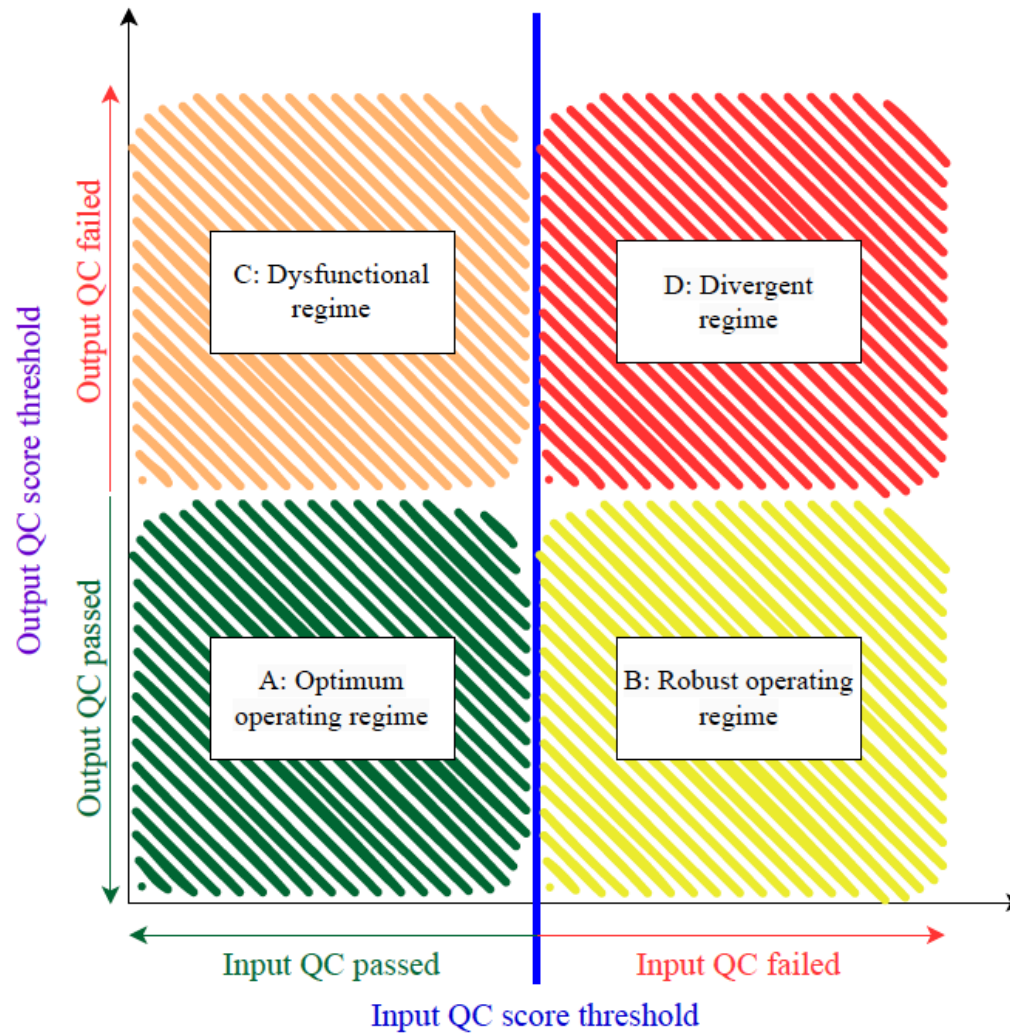 Output QC score threshold
Output QC failed
Output QC passed
C: Dysfunctional
regime
D: Divergent
regime
A: Optimum
operating regime
B: Robust operating
regime
Input QC passed
Input QC failed
Input QC score threshold